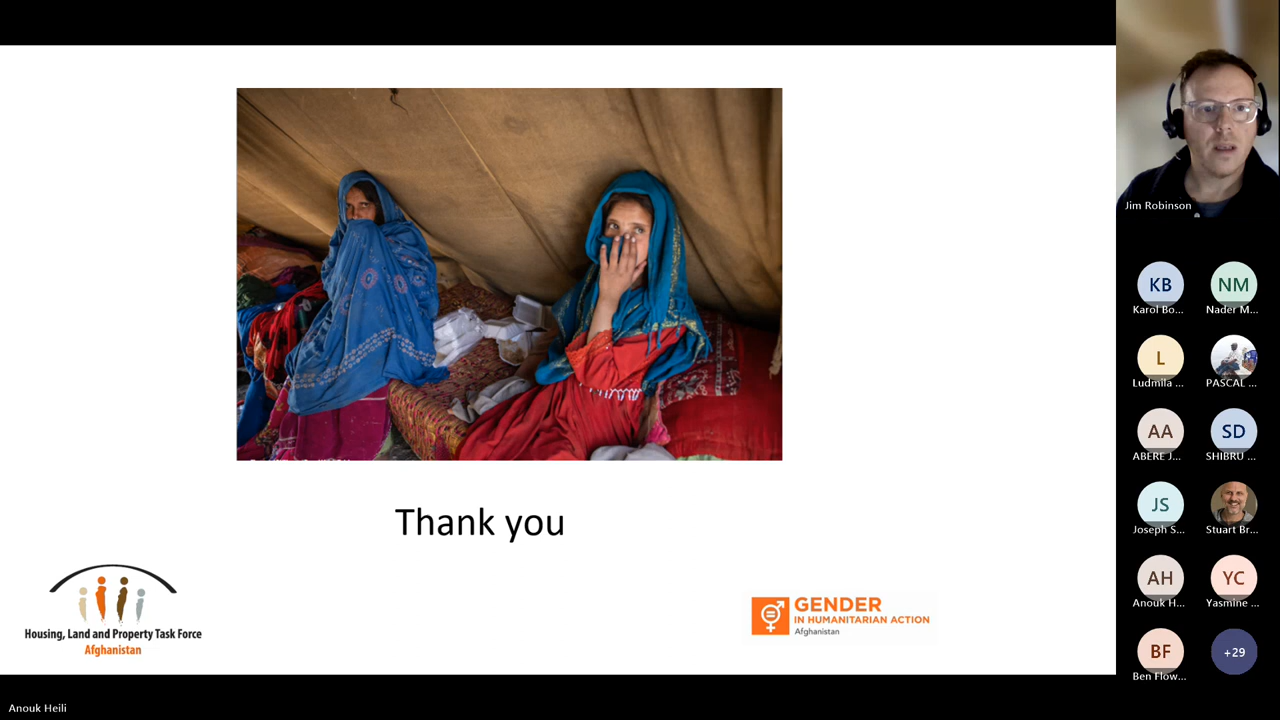 Thank you
Housing, Land and Property Task Force
Afghanistan
GENDER
IN HUMANITARIAN ACTION
Afghanistan
Anouk Heili
Jim Robinson
KB
Karol Bo...
NM
Nader M...
L
Ludmila ...
PASCAL ...
AA
ABERE J...
SD
SHIBRU ...
JS
Joseph S...
Stuart Br...
AH
Anouk H...
YC
Yasmine ...
BF
Ben Flow...
+29